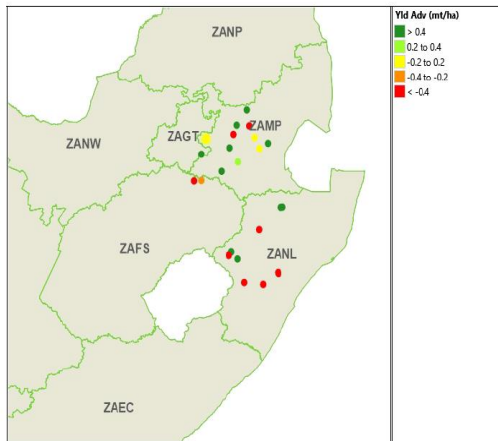 Yld Adv (mt/ha)
> 0.4
0.2 to 0.4
-0.2 to 0.2
-0.4 to -0.2
< -0.4
ZANP
ZANW
ZAGT
ZAMP
ZAFS
ZANL
ZAEC